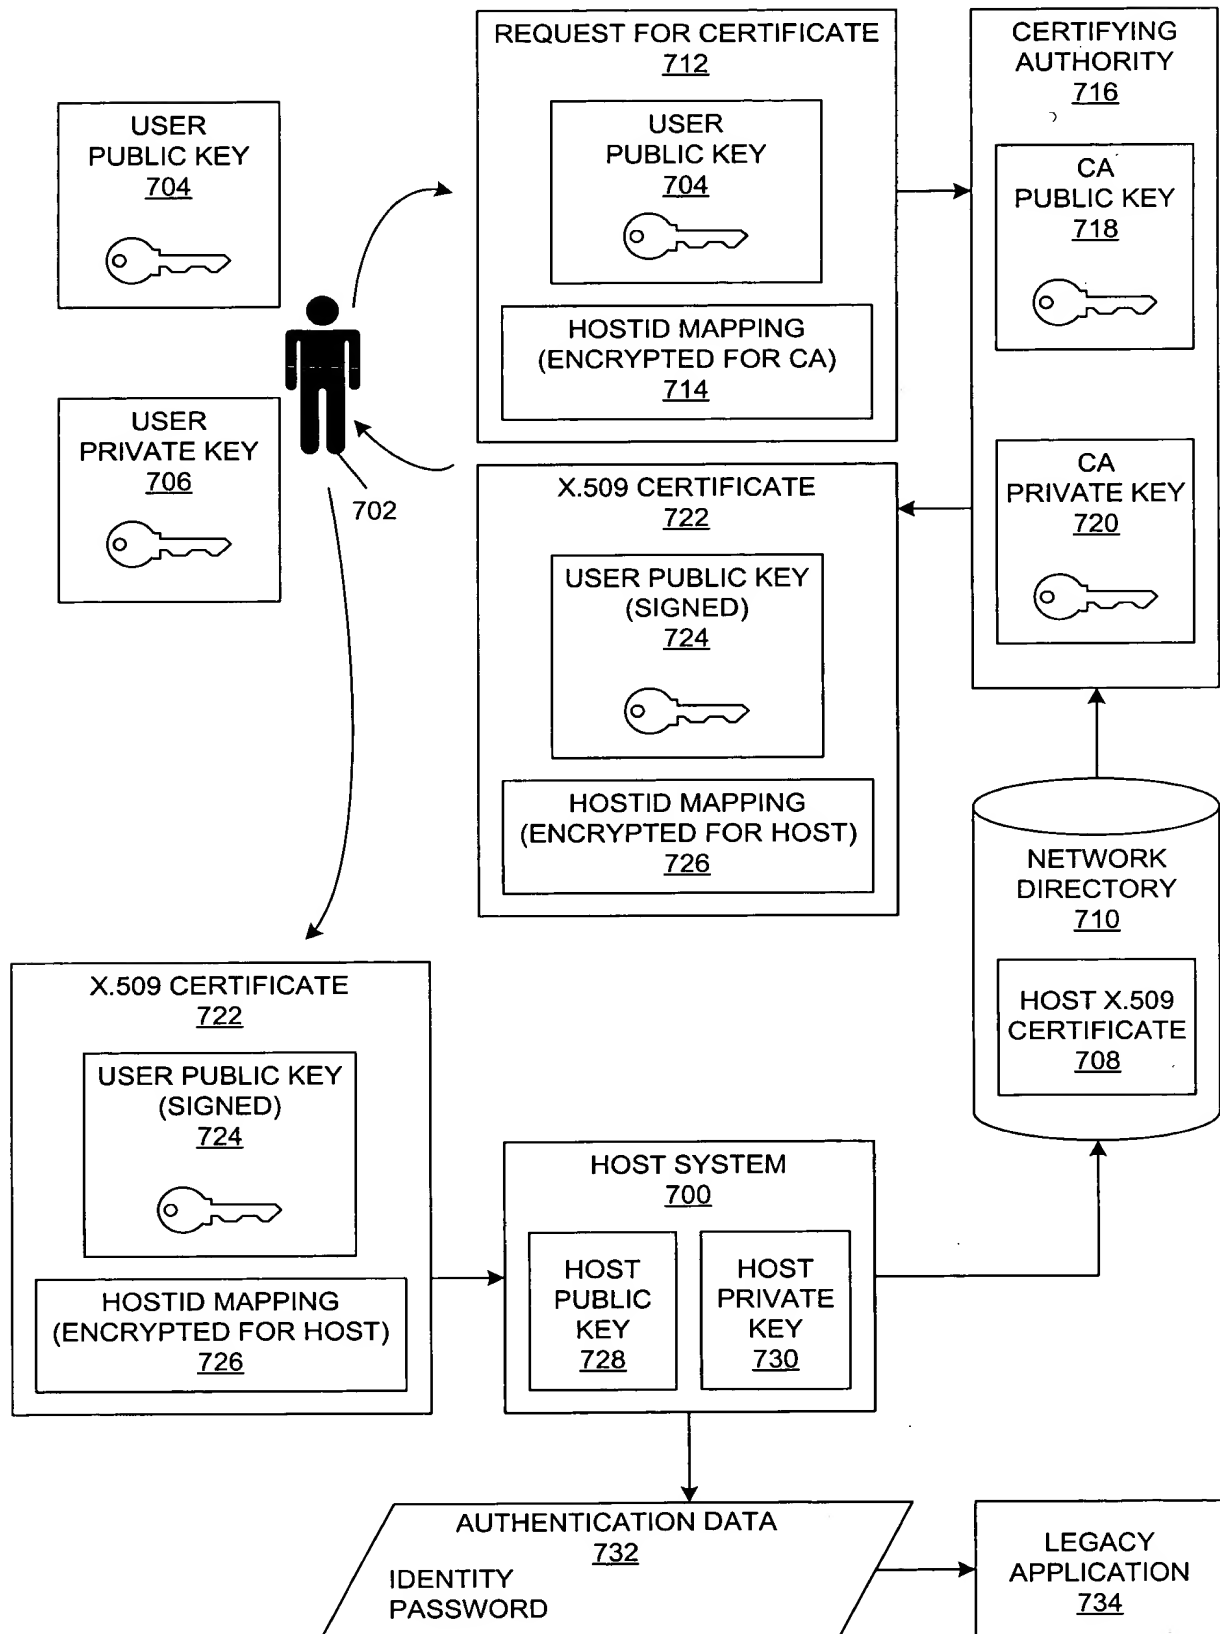 REQUEST FOR CERTIFICATE
712
USER
PUBLIC KEY
704
HOSTID MAPPING
(ENCRYPTED FOR CA)
714
CERTIFYING
AUTHORITY
716
CA
PUBLIC KEY
718
CA
PRIVATE KEY
720
USER
PUBLIC KEY
704
USER
PRIVATE KEY
706
702
X.509 CERTIFICATE
722
USER PUBLIC KEY
(SIGNED)
724
HOSTID MAPPING
(ENCRYPTED FOR HOST)
726
NETWORK
DIRECTORY
710
HOST X.509
CERTIFICATE
708
X.509 CERTIFICATE
722
USER PUBLIC KEY
(SIGNED)
724
HOSTID MAPPING
(ENCRYPTED FOR HOST)
726
HOST SYSTEM
700
HOST
PUBLIC
KEY
728
HOST
PRIVATE
KEY
730
AUTHENTICATION DATA
732
IDENTITY
PASSWORD
LEGACY
APPLICATION
734